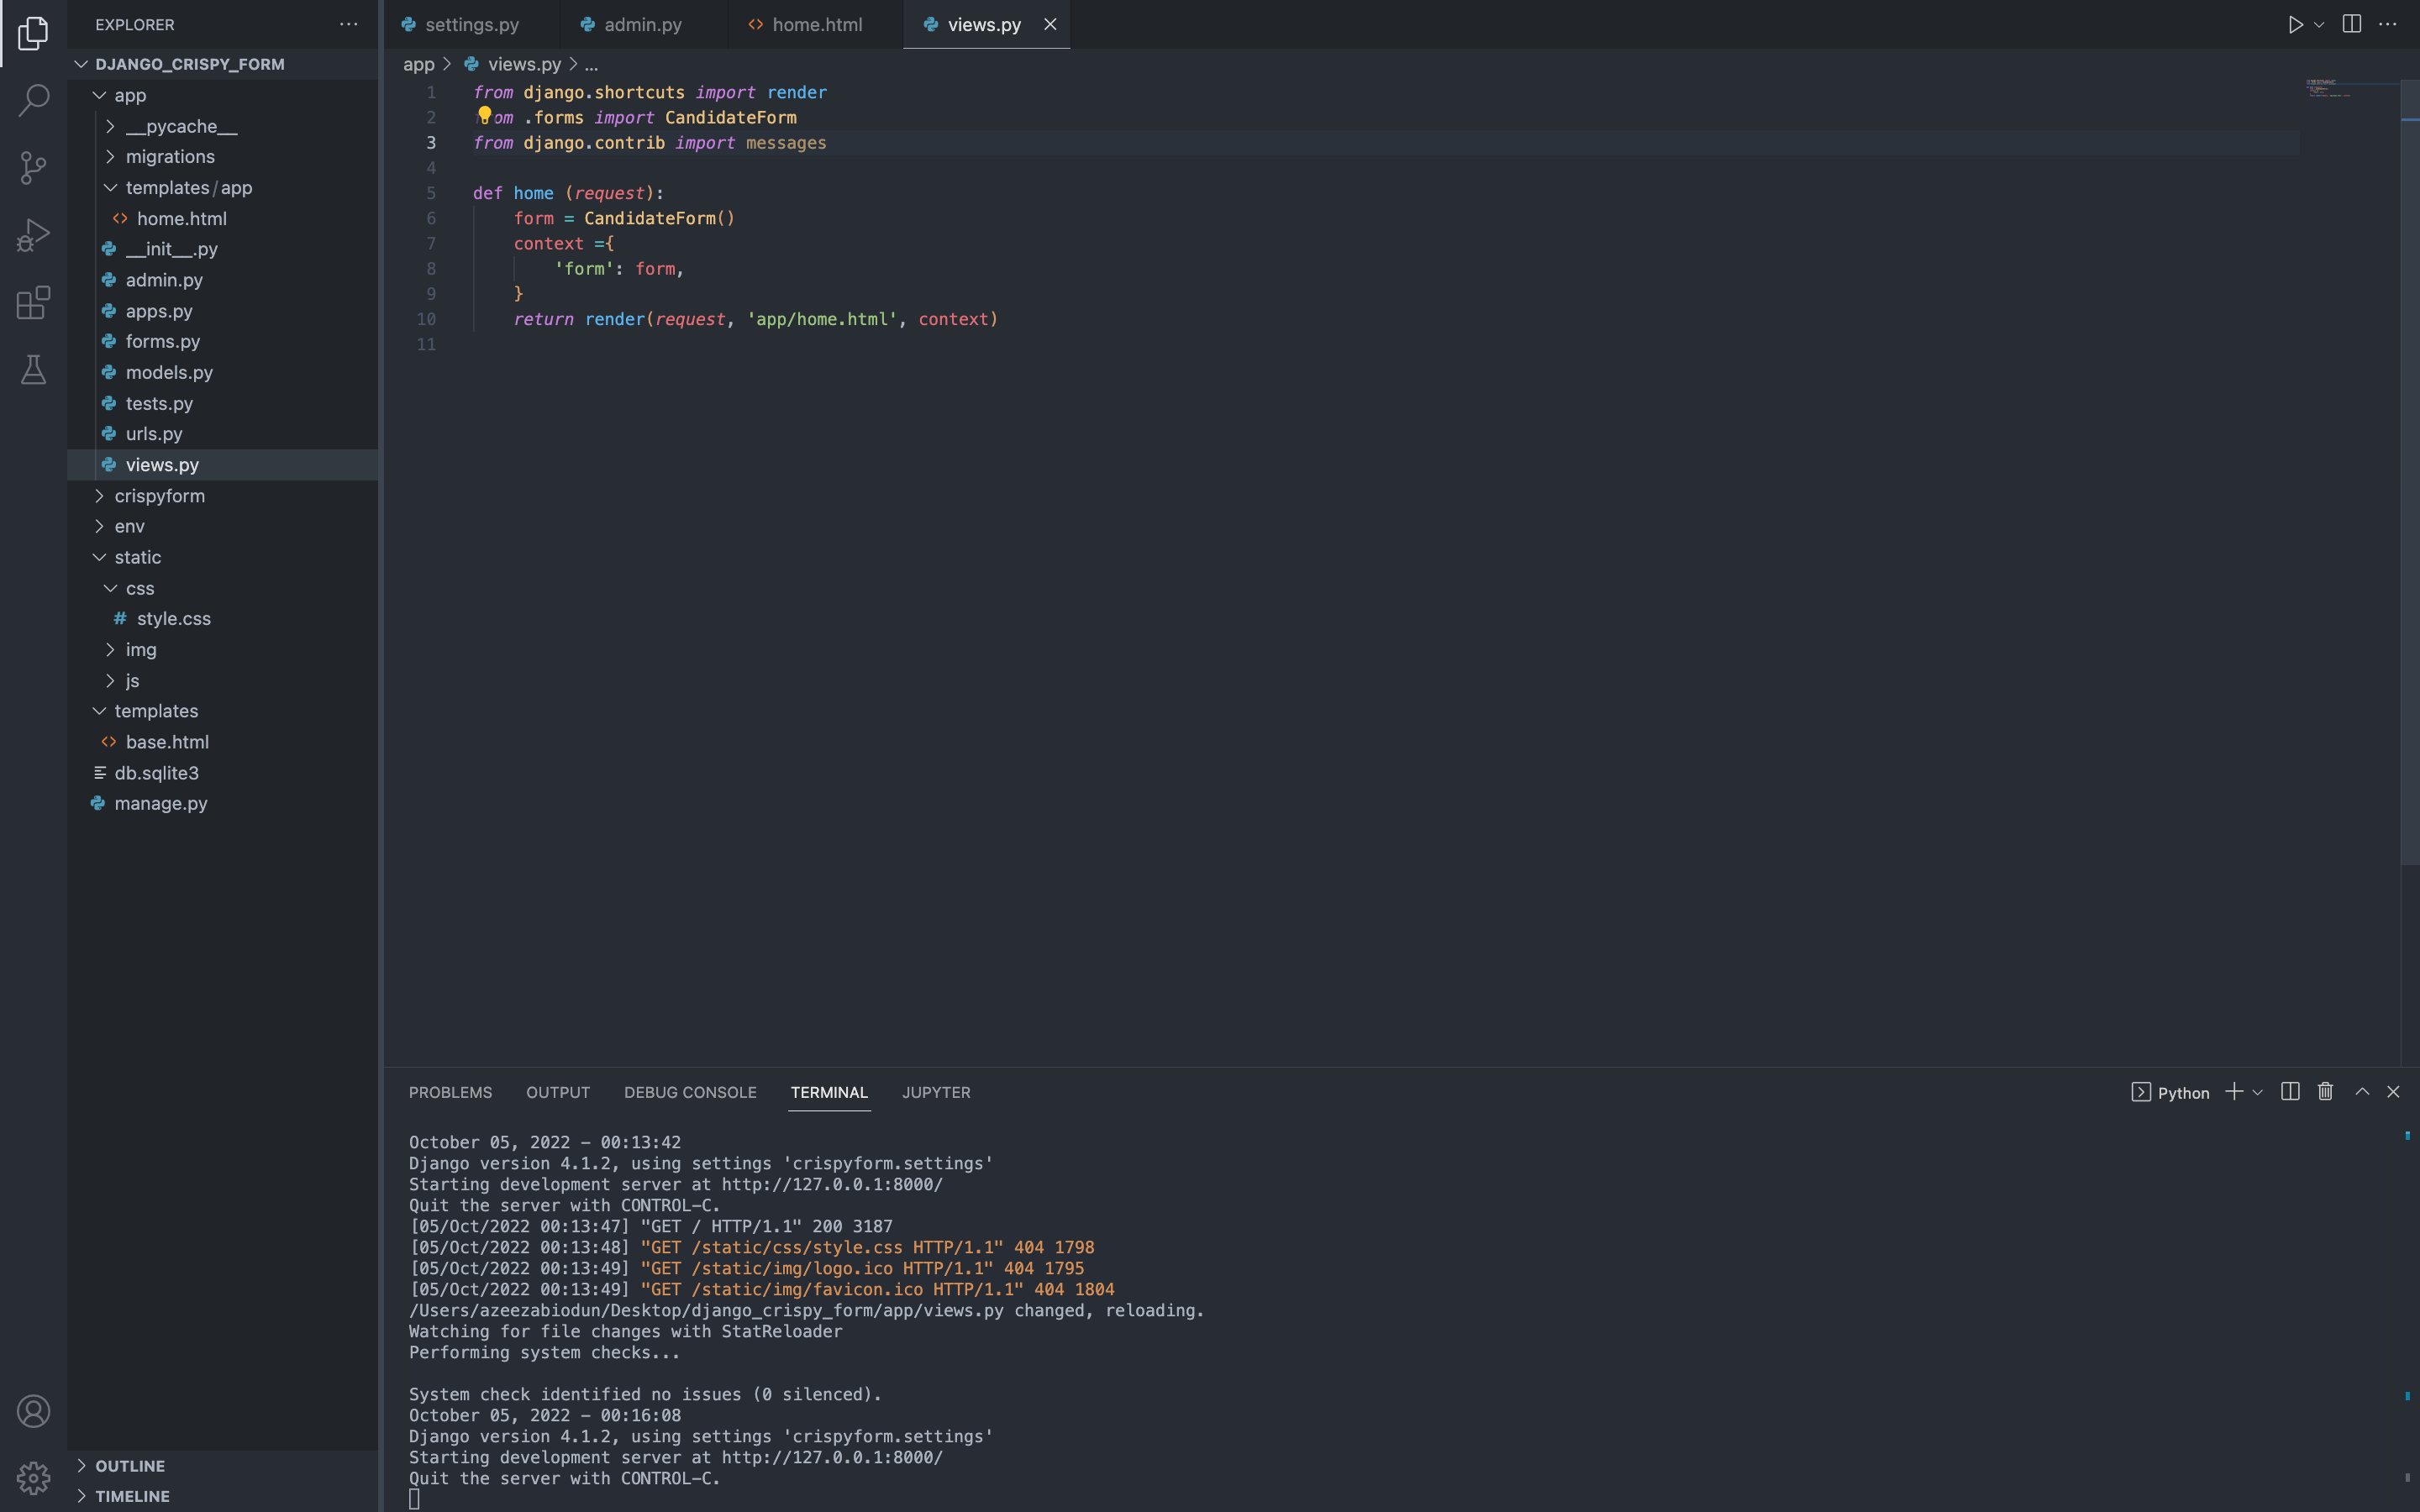 EXPLORER
DJANGO_CRISPY_FORM
app
__pycache__
migrations
templates/app
home.html
__init__.py
admin.py
apps.py
forms.py
models.py
tests.py
urls.py
views.py
crispyform
env
static
css
# style.css
img
js
templates
base.html
db.sqlite3
manage.py
OUTLINE
TIMELINE
settings.py admin.py home.html views.py
app > views.py > ...
1 from django.shortcuts import render
2 from .forms import CandidateForm
3 from django.contrib import messages
4
5 def home (request):
6 form = CandidateForm()
7 context ={
8 'form': form,
9 }
10 return render(request, 'app/home.html', context)
11
PROBLEMS OUTPUT DEBUG CONSOLE TERMINAL JUPYTER Python
October 05, 2022 - 00:13:42
Django version 4.1.2, using settings 'crispyform.settings'
Starting development server at http://127.0.0.1:8000/
Quit the server with CONTROL-C.
[05/Oct/2022 00:13:47] "GET / HTTP/1.1" 200 3187
[05/Oct/2022 00:13:48] "GET /static/css/style.css HTTP/1.1" 404 1798
[05/Oct/2022 00:13:49] "GET /static/img/logo.ico HTTP/1.1" 404 1795
[05/Oct/2022 00:13:49] "GET /static/img/favicon.ico HTTP/1.1" 404 1804
/Users/azeezabiodun/Desktop/django_crispy_form/app/views.py changed, reloading.
Watching for file changes with StatReloader
Performing system checks...
System check identified no issues (0 silenced).
October 05, 2022 - 00:16:08
Django version 4.1.2, using settings 'crispyform.settings'
Starting development server at http://127.0.0.1:8000/
Quit the server with CONTROL-C.